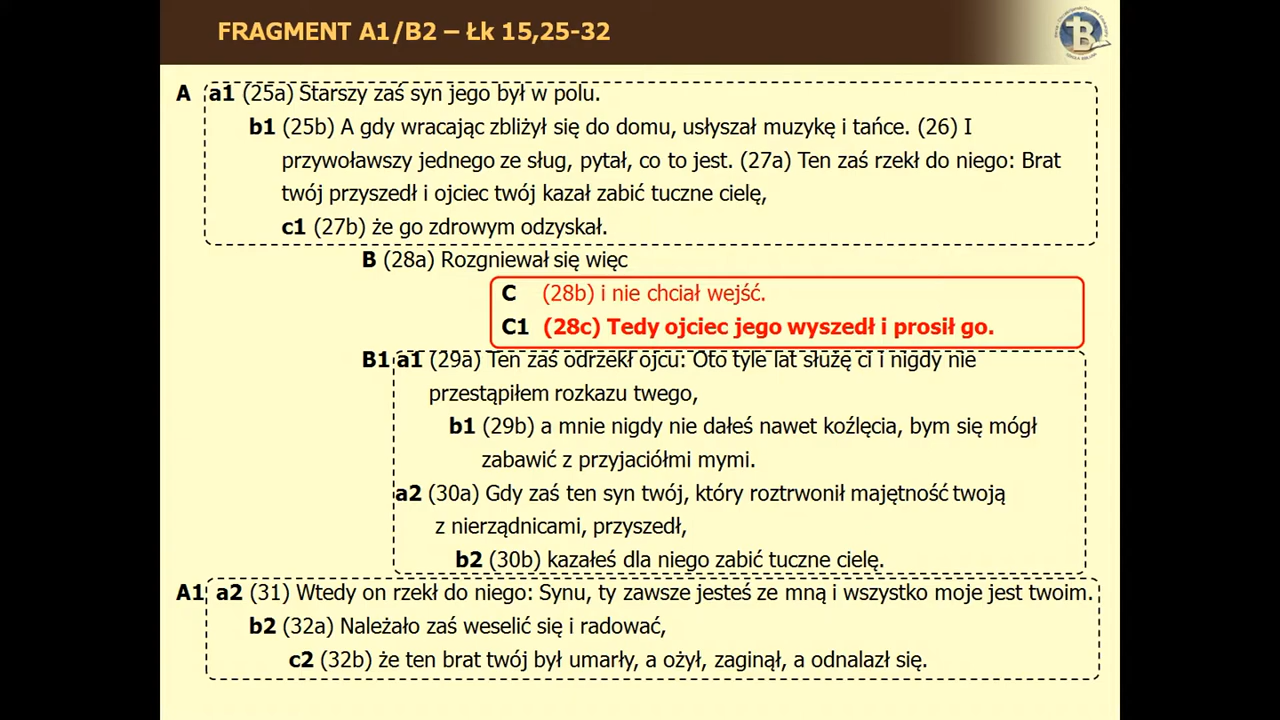 FRAGMENT A1/B2 – Łk 15,25-32
A a1 (25a) Starszy zaś syn jego był w polu.
b1 (25b) A gdy wracając zbliżył się do domu, usłyszał muzykę i tańce. (26) I
przywoławszy jednego ze sług, pytał, co to jest. (27a) Ten zaś rzekł do niego: Brat
twój przyszedł i ojciec twój kazał zabić tuczne cielę,
c1 (27b) że go zdrowym odzyskał.
B (28a) Rozgniewał się więc
C (28b) i nie chciał wejść.
C1 (28c) Tedy ojciec jego wyszedł i prosił go.
B1 a1 (29a) Ten zaś odrzekł ojcu: Oto tyle lat służę ci i nigdy nie
przestąpiłem rozkazu twego,
b1 (29b) a mnie nigdy nie dałeś nawet koźlęcia, bym się mógł
zabawić z przyjaciółmi mymi.
a2 (30a) Gdy zaś ten syn twój, który roztrwonił majętność twoją
z nierządnicami, przyszedł,
b2 (30b) kazałeś dla niego zabić tuczne cielę.
A1 a2 (31) Wtedy on rzekł do niego: Synu, ty zawsze jesteś ze mną i wszystko moje jest twoim.
b2 (32a) Należało zaś weselić się i radować,
c2 (32b) że ten brat twój był umarły, a ożył, zaginął, a odnalazł się.